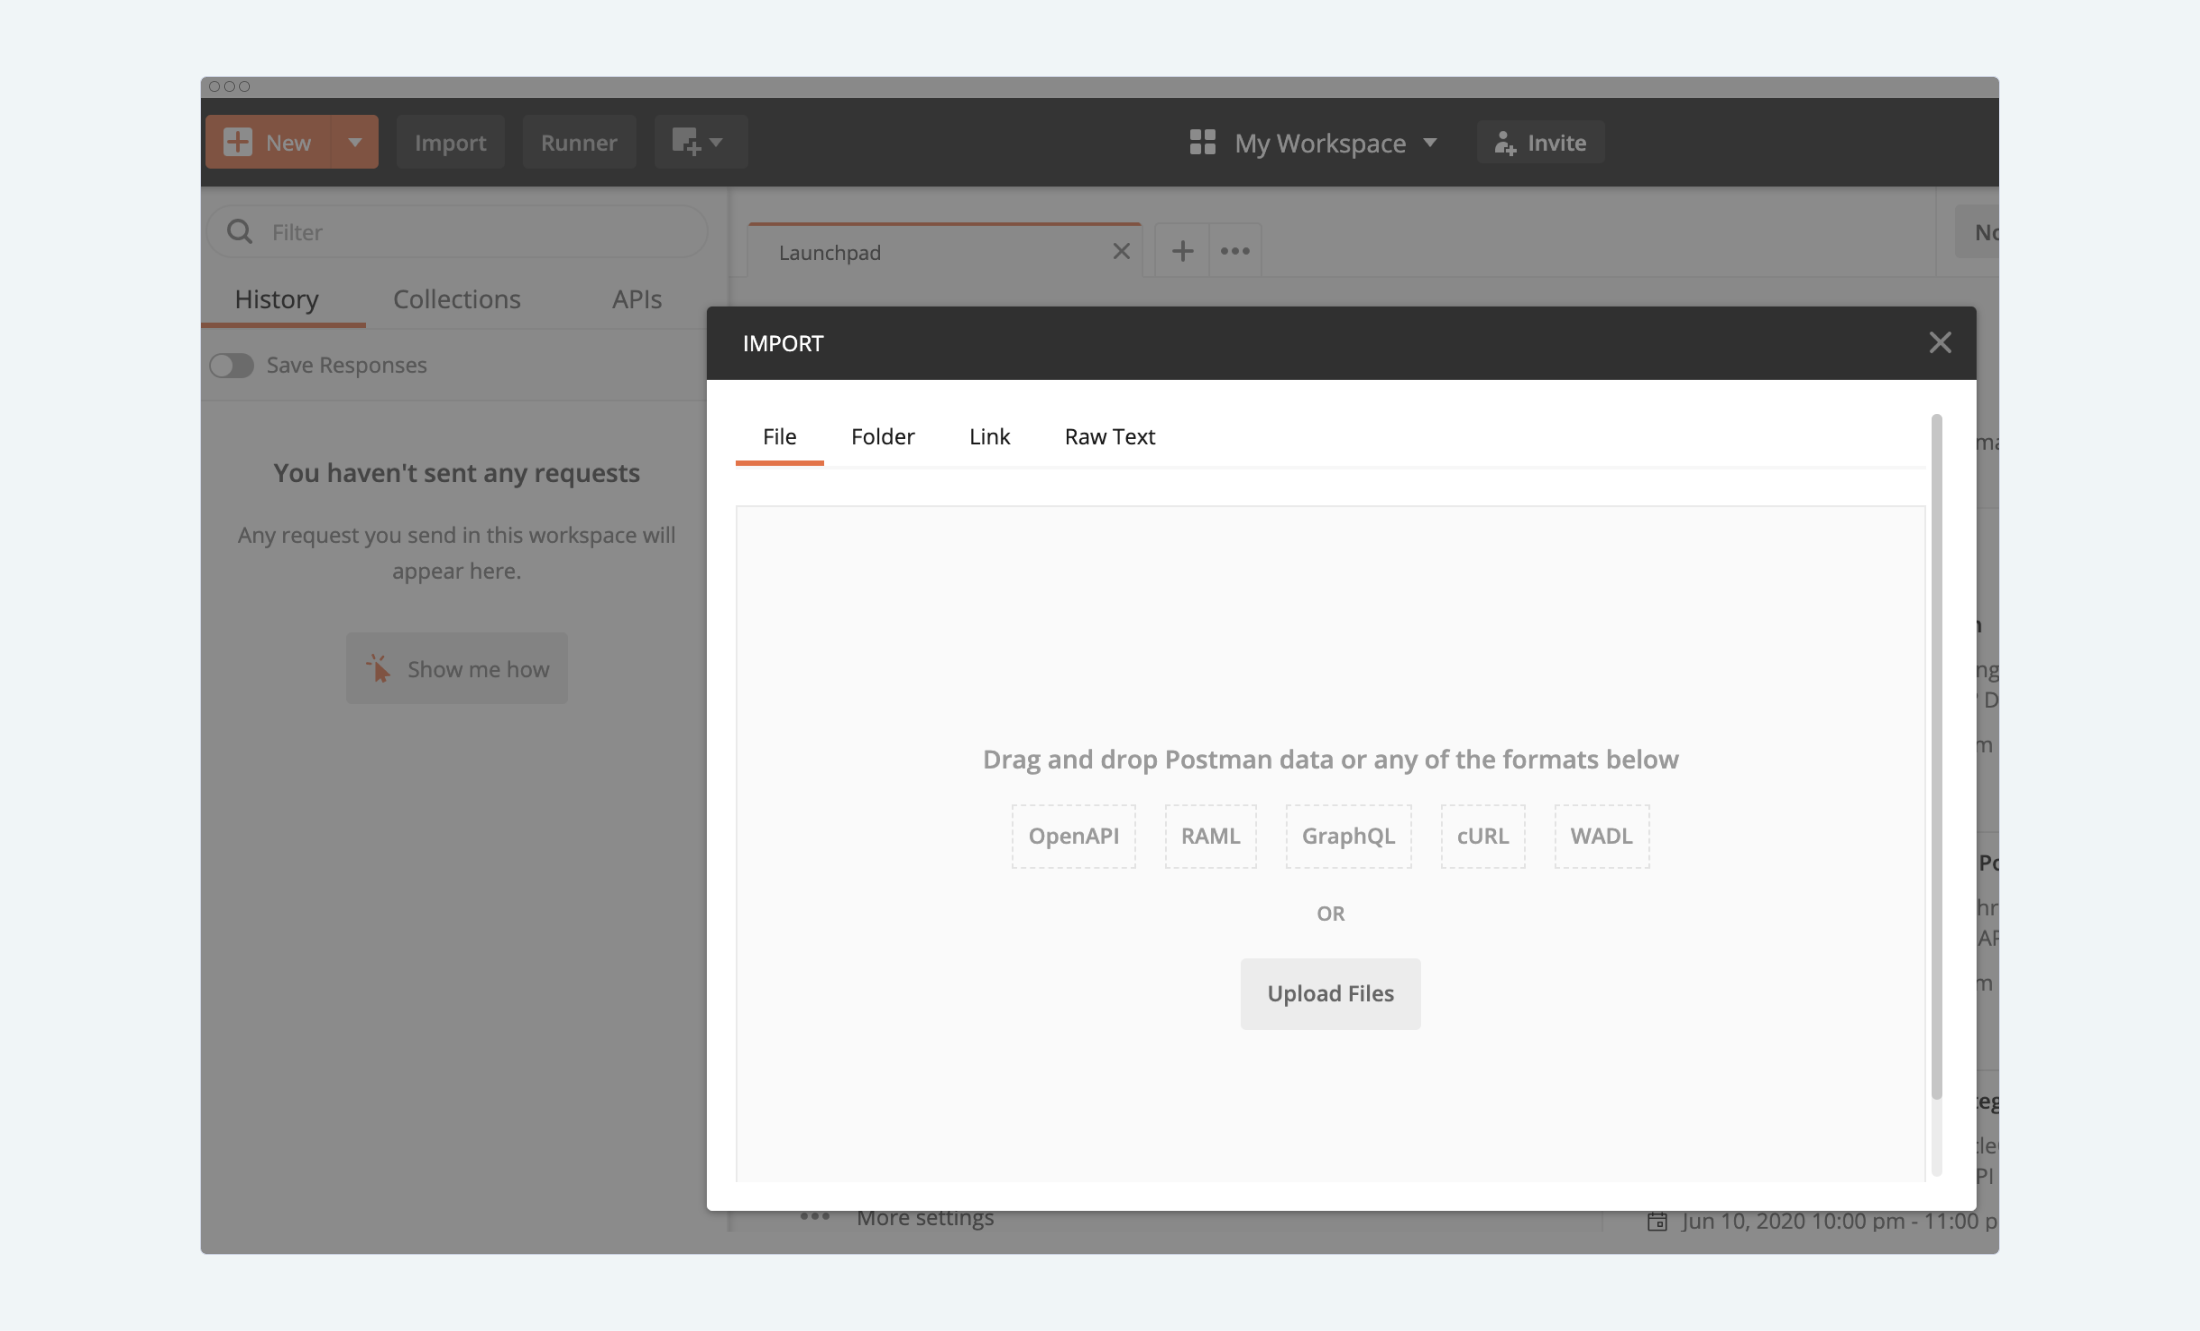 New
Import
Runner
My Workspace
Invite
Filter
Launchpad
No
History
Collections
APIs
Save Responses
You haven't sent any requests
Any request you send in this workspace will
appear here.
Show me how
IMPORT
File
Folder
Link
Raw Text
Drag and drop Postman data or any of the formats below
OpenAPI
RAML
GraphQL
cURL
WADL
OR
Upload Files
More settings
Jun 10, 2020 10:00 pm - 11:00 p